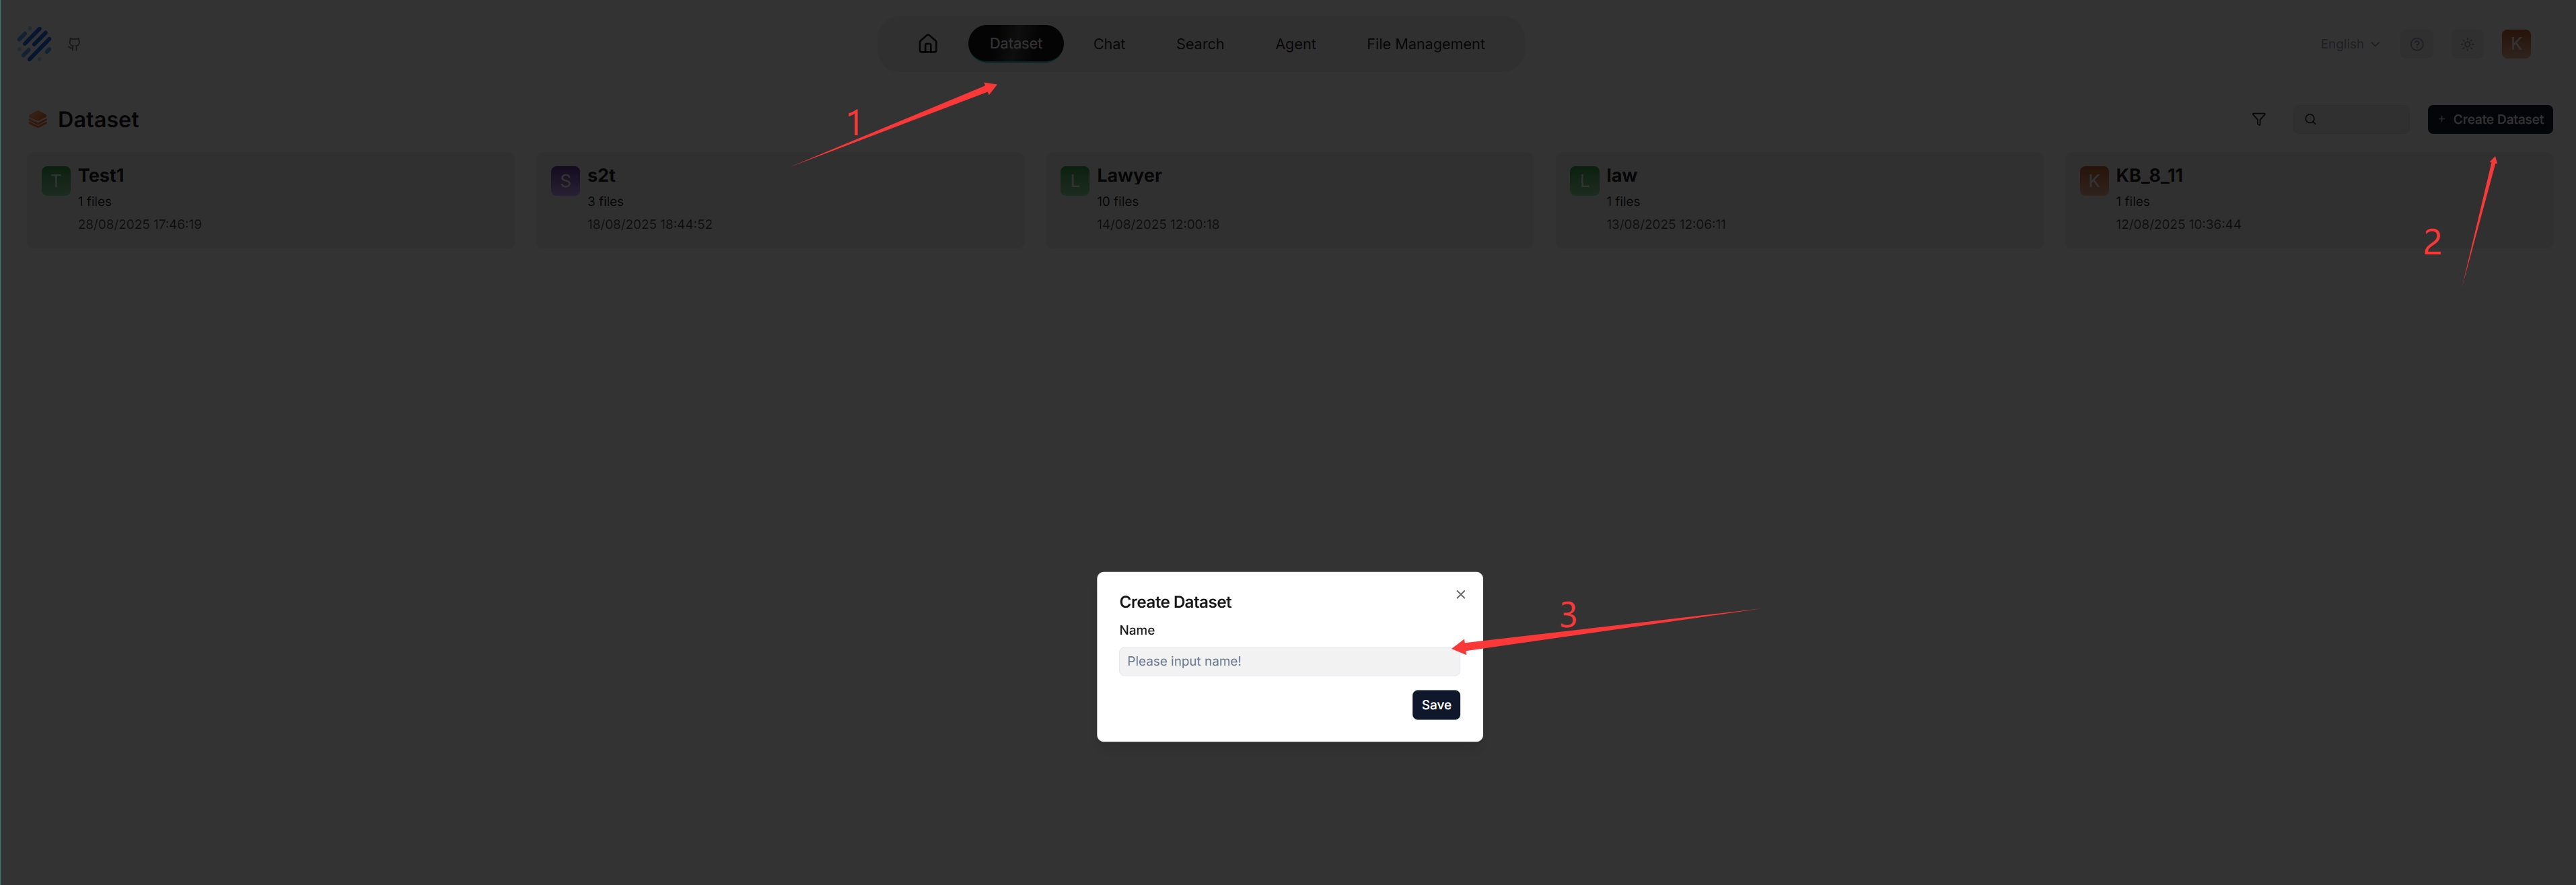 Dataset
Chat
Search
Agent
File Management
English
K
1
Dataset
+ Create Dataset
T
Test1
1 files
28/08/2025 17:46:19
S
s2t
3 files
18/08/2025 18:44:52
L
Lawyer
10 files
14/08/2025 12:00:18
L
law
1 files
13/08/2025 12:06:11
K
KB_8_11
1 files
12/08/2025 10:36:44
2
Create Dataset
Name
Please input name!
Save
3